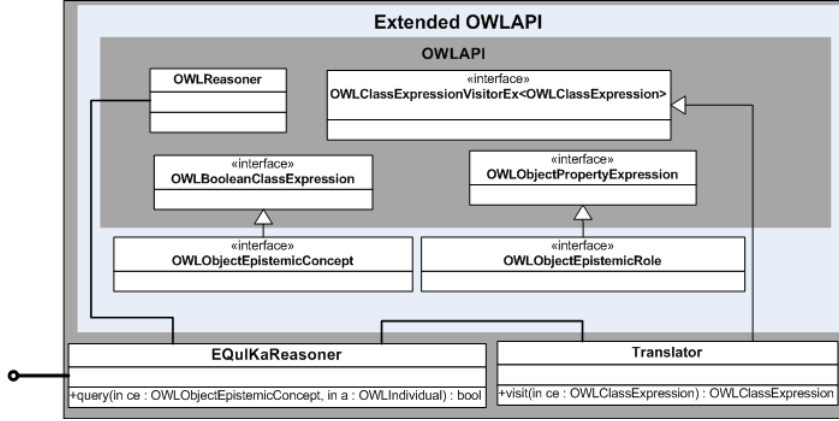 Extended OWLAPI
OWLAPI
OWLReasoner
«interface»
OWLClassExpressionVisitorEx<OWLClassExpression>
«interface»
OWLBooleanClassExpression
«interface»
OWLObjectPropertyExpression
«interface»
OWLObjectEpistemicConcept
«interface»
OWLObjectEpistemicRole
EQuIKaReasoner
+query(in ce : OWLObjectEpistemicConcept, in a : OWLIndividual) : bool
Translator
+visit(in ce : OWLClassExpression) : OWLClassExpression